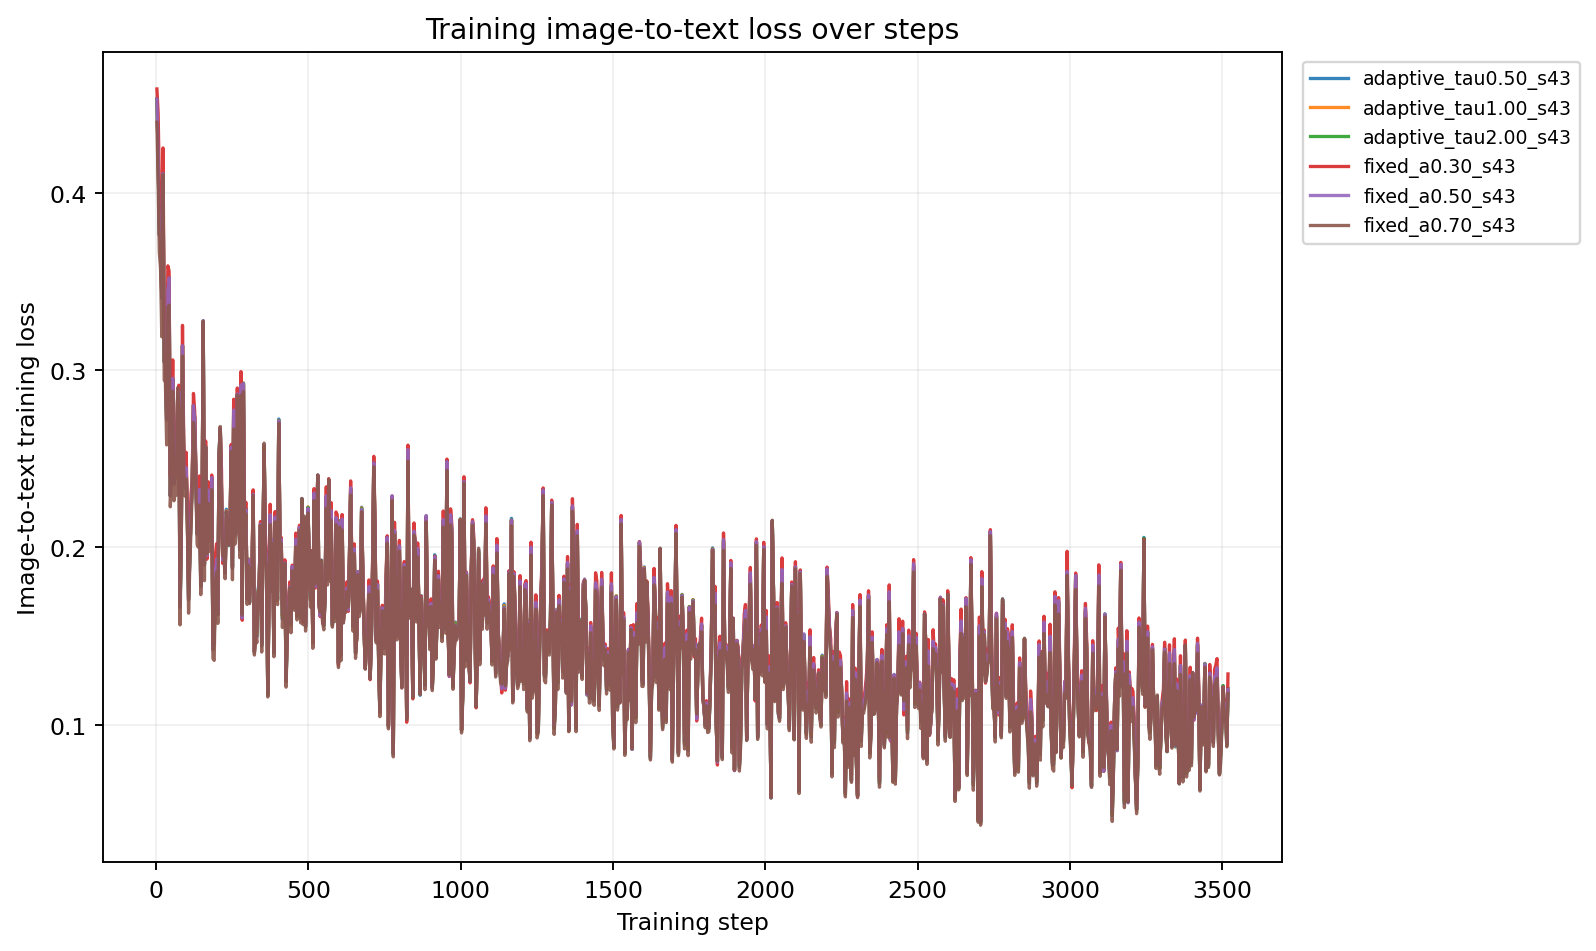 Training image-to-text loss over steps
adaptive_tau0.50_s43
adaptive_tau1.00_s43
adaptive_tau2.00_s43
fixed_a0.30_s43
fixed_a0.50_s43
fixed_a0.70_s43
Image-to-text training loss
0.4
0.3
0.2
0.1
0 500 1000 1500 2000 2500 3000 3500
Training step